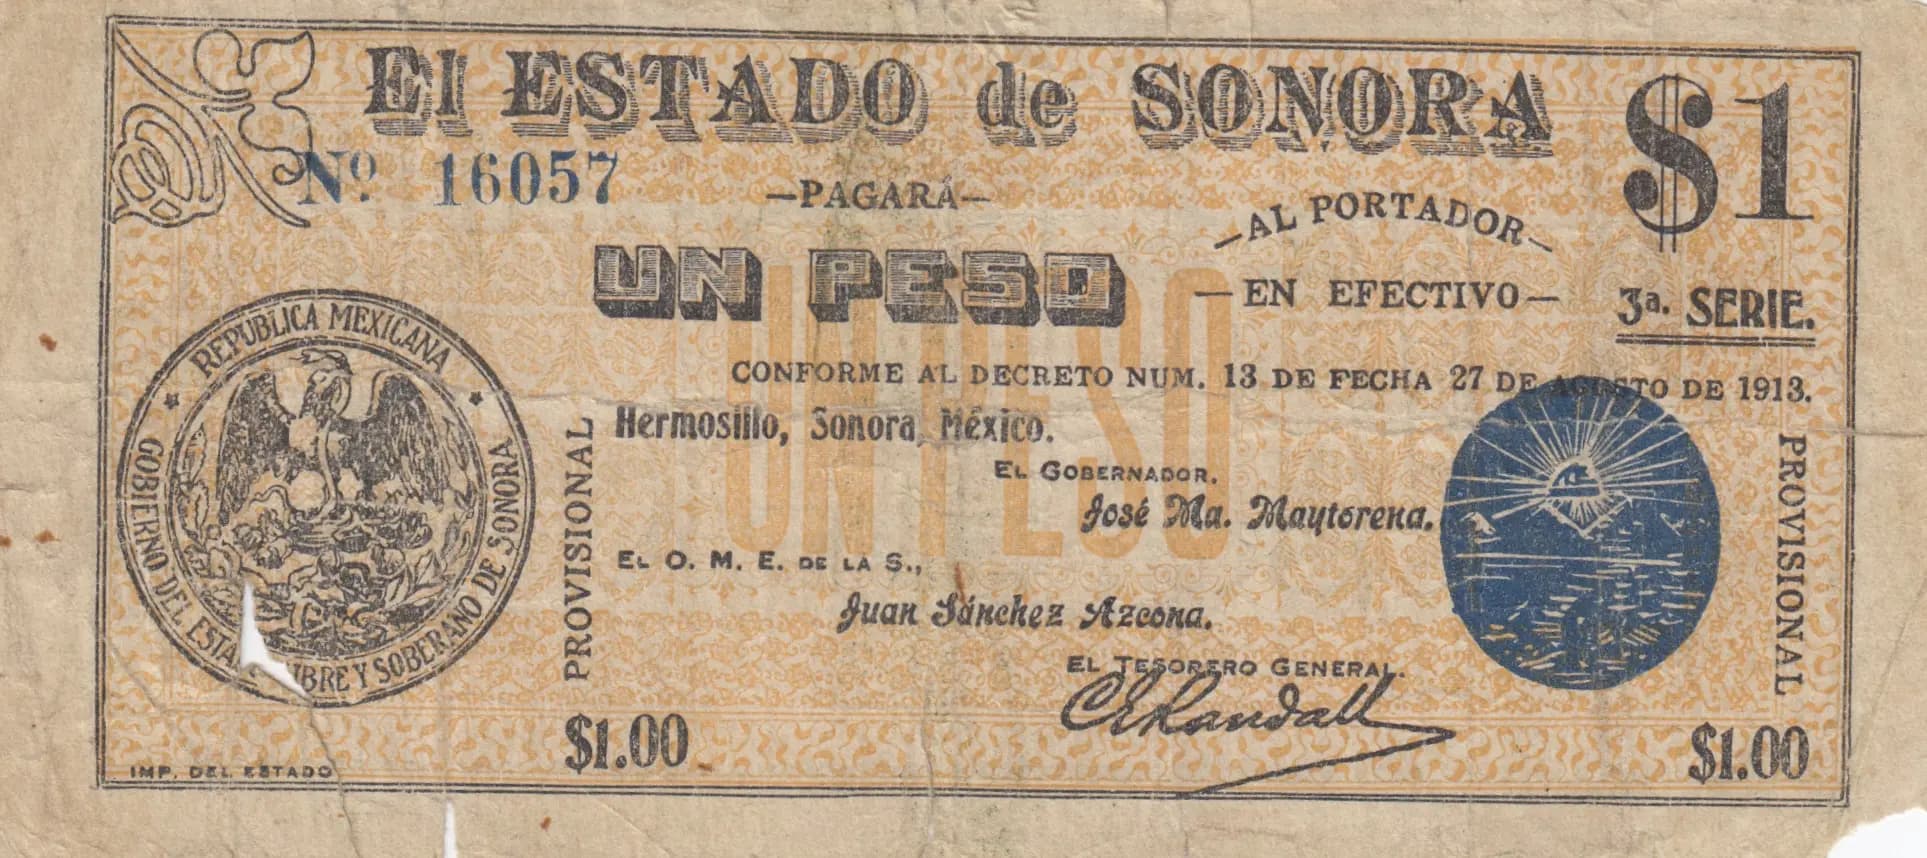 El ESTADO de SONORA
$1
Nº 16057
—PAGARÁ—
—AL PORTADOR—
UN PESO
—EN EFECTIVO—
3a. SERIE.
UN PESO
CONFORME AL DECRETO NUM. 13 DE FECHA 27 DE AGOSTO DE 1913.
Hermosillo, Sonora, México.
EL GOBERNADOR.
José Ma. Maytorena.
EL O. M. E. DE LA S.,
Juan Sánchez Azcona.
EL TESORERO GENERAL.
CERandall
REPUBLICA MEXICANA
GOBIERNO DEL ESTA LIBRE Y SOBERANO DE SONORA
PROVISIONAL
PROVISIONAL
$1.00
$1.00
IMP. DEL ESTADO